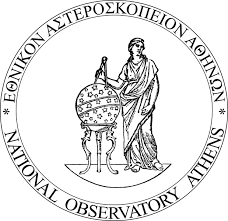 ΕΘΝΙΚΟΝ ΑΣΤΕΡΟΣΚΟΠΕΙΟΝ ΑΘΗΝΩΝ
NATIONAL OBSERVATORY ATHENS